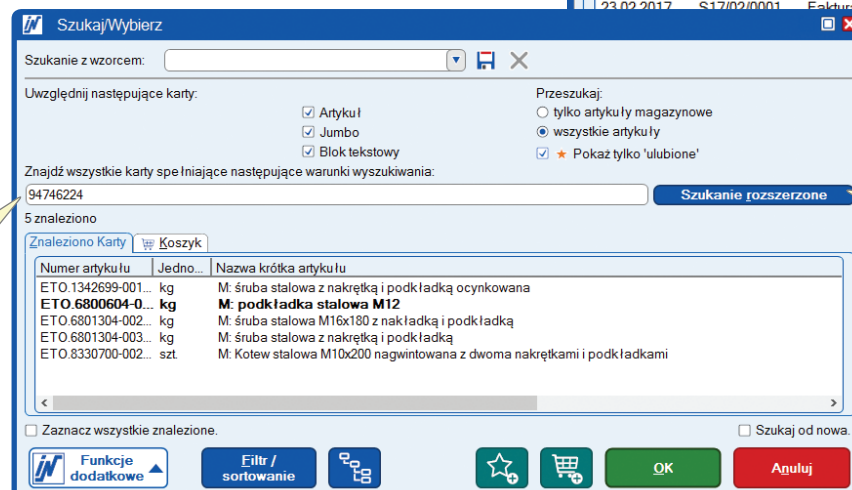 23.02.2017 S17/02/0001 Faktura
Szukaj/Wybierz
Szukanie z wzorcem:
Uwzględnij następujące karty:
Przeszukaj:
Artykuł
tylko artykuły magazynowe
Jumbo
wszystkie artykuły
Blok tekstowy
Pokaż tylko 'ulubione'
Znajdź wszystkie karty spełniające następujące warunki wyszukiwania:
94746224
Szukanie rozszerzone
5 znaleziono
Znaleziono Karty Koszyk
Numer artykułu Jedno... Nazwa krótka artykułu
ETO.1342699-001... kg M: śruba stalowa z nakrętką i podkładką ocynkowana
ETO.6800604-0... kg M: podkładka stalowa M12
ETO.6801304-002... kg M: śruba stalowa M16x180 z nakładką i podkładką
ETO.6801304-003... kg M: śruba stalowa z nakrętką i podkładką
ETO.8330700-002... szt. M: Kotew stalowa M10x200 nagwintowana z dwoma nakrętkami i podkładkami
Zaznacz wszystkie znalezione.
Szukaj od nowa.
Funkcje
dodatkowe
Filtr /
sortowanie
OK
Anuluj